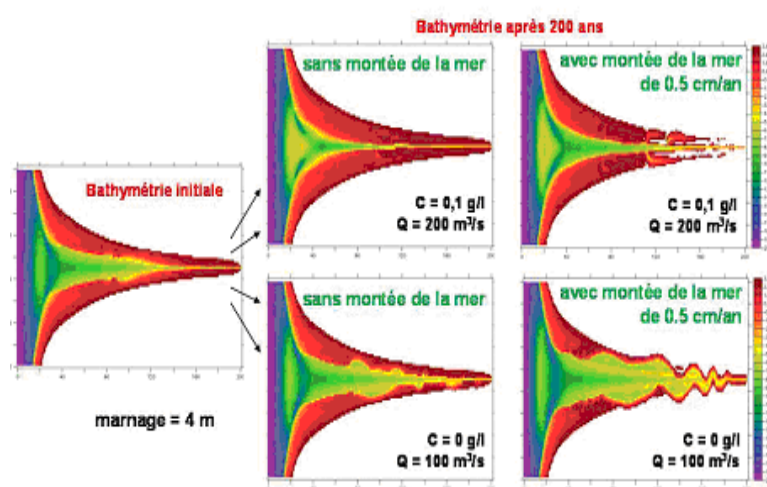 Bathymétrie après 200 ans
sans montée de la mer
avec montée de la mer
de 0.5 cm/an
Bathymétrie initiale
C = 0,1 g/l
Q = 200 m³/s
C = 0,1 g/l
Q = 200 m³/s
sans montée de la mer
avec montée de la mer
de 0.5 cm/an
marnage = 4 m
C = 0 g/l
Q = 100 m³/s
C = 0 g/l
Q = 100 m³/s